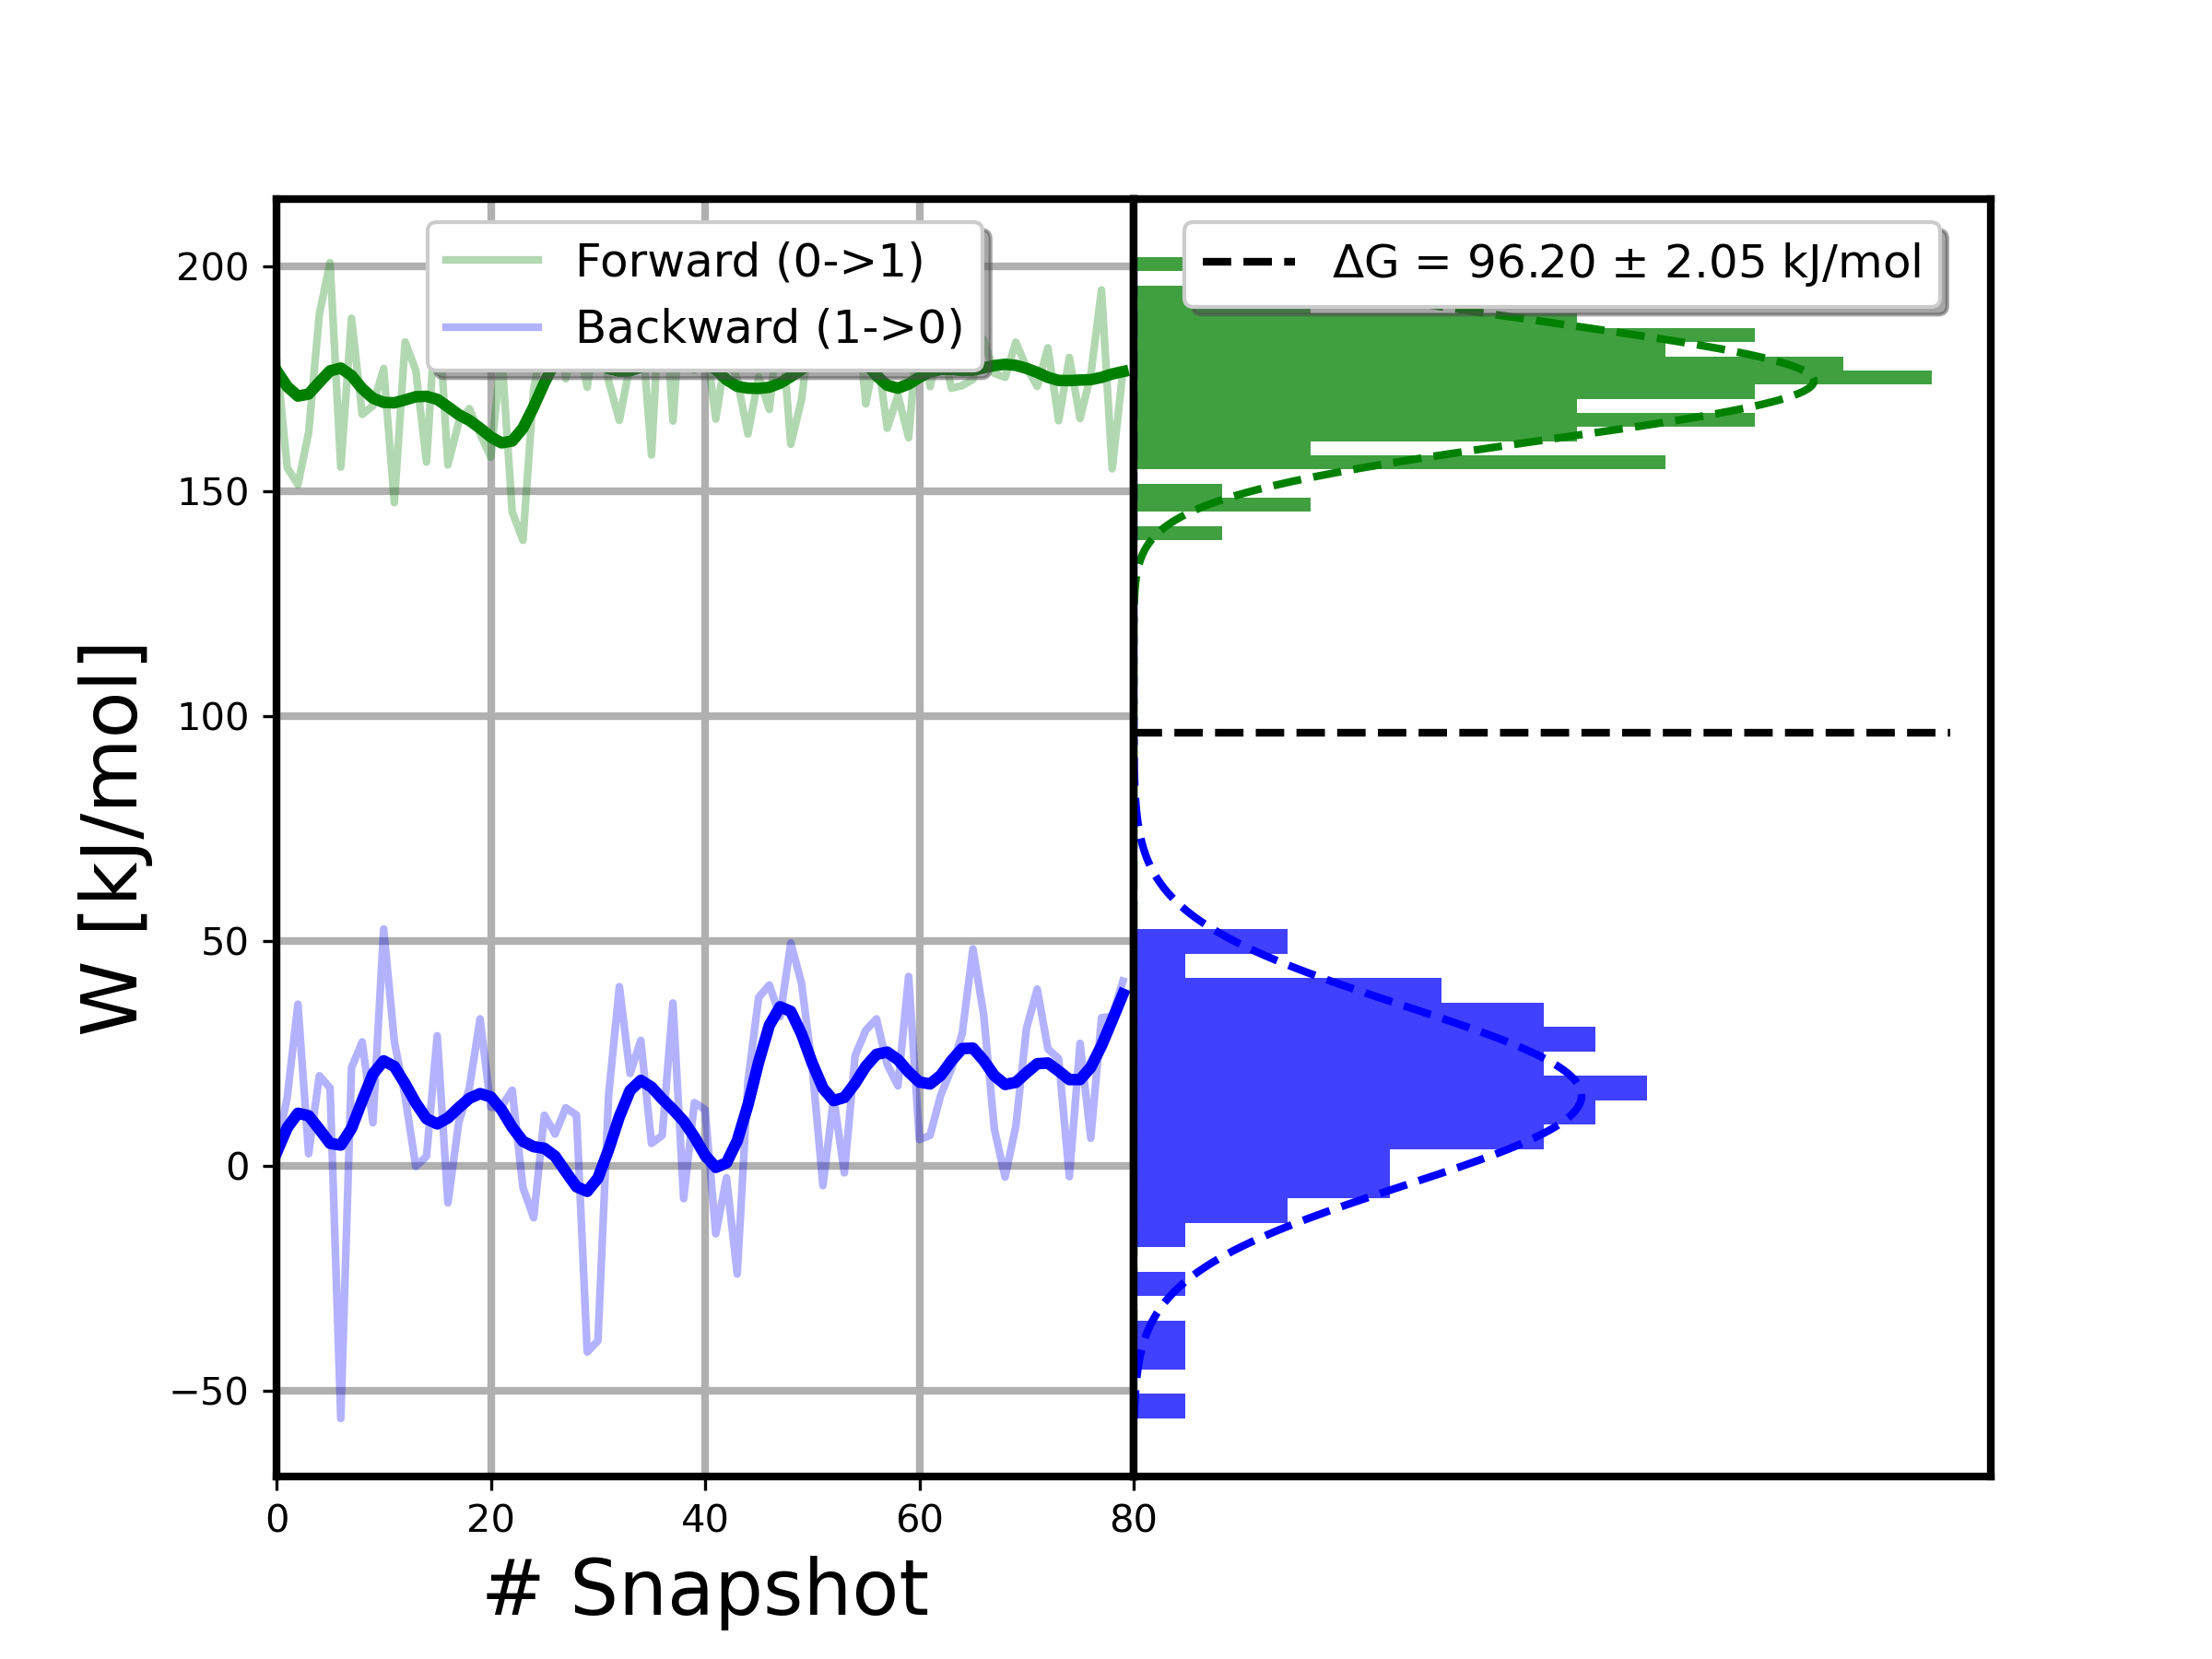 Forward (0->1)
Backward (1->0)
ΔG = 96.20 ± 2.05 kJ/mol
W [kJ/mol]
200
150
100
50
0
−50
0
20
40
60
80
# Snapshot